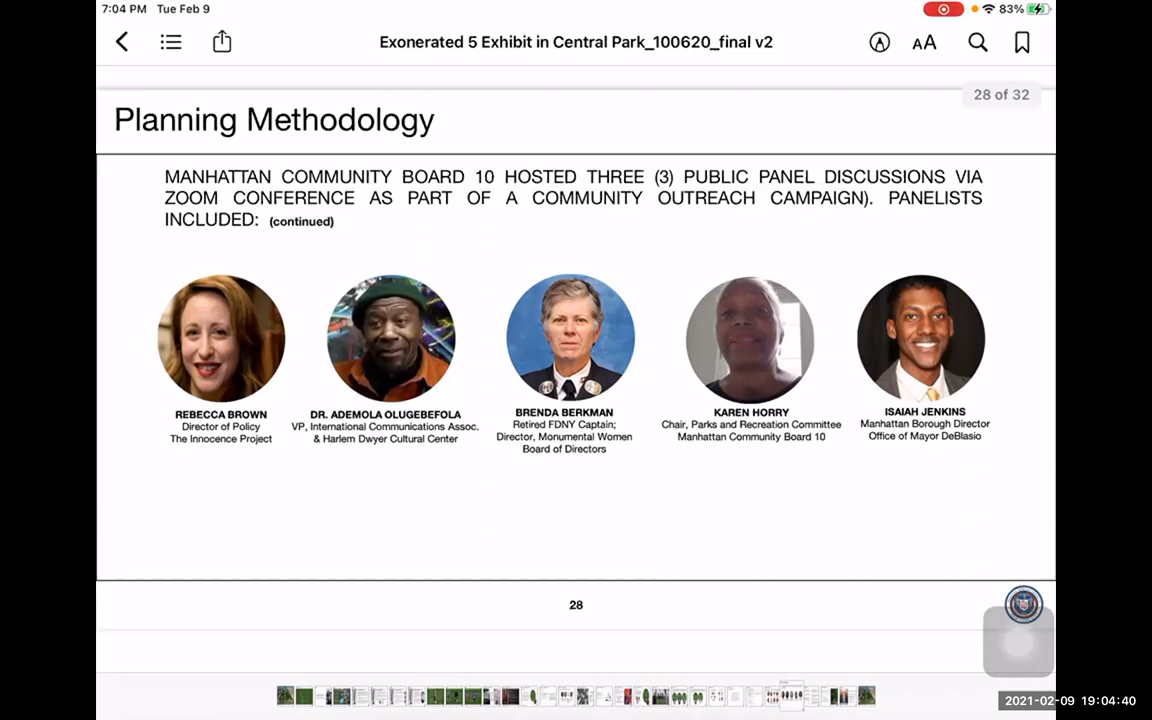 7:04 PM Tue Feb 9
83%
Exonerated 5 Exhibit in Central Park_100620_final v2
AA
28 of 32
Planning Methodology
MANHATTAN COMMUNITY BOARD 10 HOSTED THREE (3) PUBLIC PANEL DISCUSSIONS VIA
ZOOM CONFERENCE AS PART OF A COMMUNITY OUTREACH CAMPAIGN). PANELISTS
INCLUDED: (continued)
REBECCA BROWN
Director of Policy
The Innocence Project
DR. ADEMOLA OLUGEBEFOLA
VP, International Communications Assoc.
& Harlem Dwyer Cultural Center
BRENDA BERKMAN
Retired FDNY Captain;
Director, Monumental Women
Board of Directors
KAREN HORRY
Chair, Parks and Recreation Committee
Manhattan Community Board 10
ISAIAH JENKINS
Manhattan Borough Director
Office of Mayor DeBlasio
28
2021-02-09 19:04:40